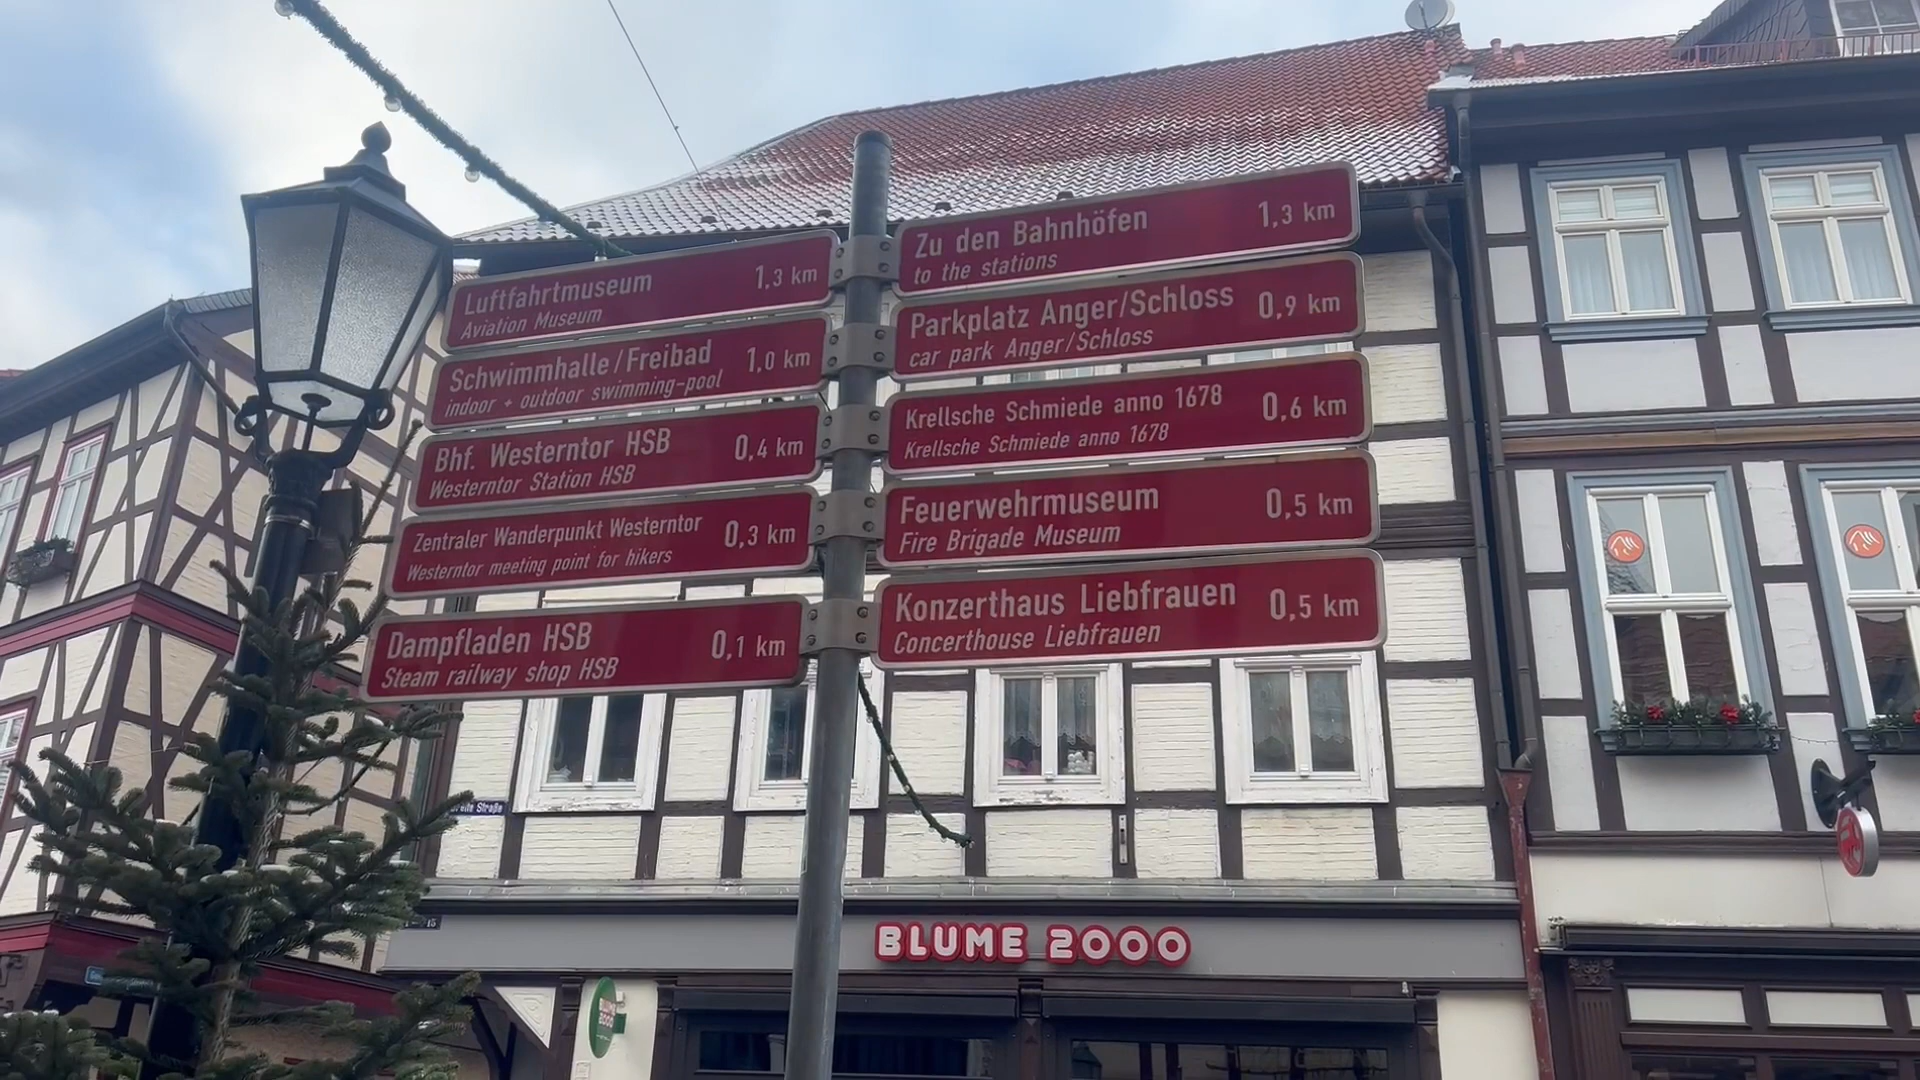 Luftfahrtmuseum 1,3 km
Aviation Museum
Schwimmhalle/Freibad 1,0 km
indoor + outdoor swimming-pool
Bhf. Westerntor HSB 0,4 km
Westerntor Station HSB
Zentraler Wanderpunkt Westerntor 0,3 km
Westerntor meeting point for hikers
Dampfladen HSB 0,1 km
Steam railway shop HSB
Zu den Bahnhöfen 1,3 km
to the stations
Parkplatz Anger/Schloss 0,9 km
car park Anger/Schloss
Krellsche Schmiede anno 1678 0,6 km
Krellsche Schmiede anno 1678
Feuerwehrmuseum 0,5 km
Fire Brigade Museum
Konzerthaus Liebfrauen 0,5 km
Concerthouse Liebfrauen
Breite Straße
BLUME 2000
BLUME
2000